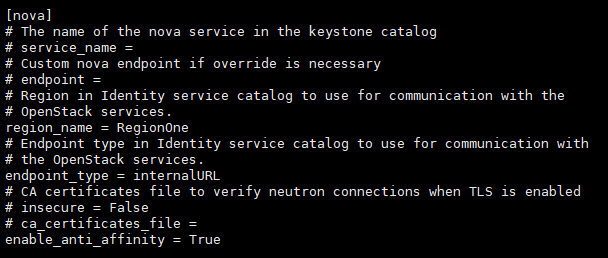 [nova]
# The name of the nova service in the keystone catalog
# service_name =
# Custom nova endpoint if override is necessary
# endpoint =
# Region in Identity service catalog to use for communication with the
# OpenStack services.
region_name = RegionOne
# Endpoint type in Identity service catalog to use for communication with
# the OpenStack services.
endpoint_type = internalURL
# CA certificates file to verify neutron connections when TLS is enabled
# insecure = False
# ca_certificates_file =
enable_anti_affinity = True